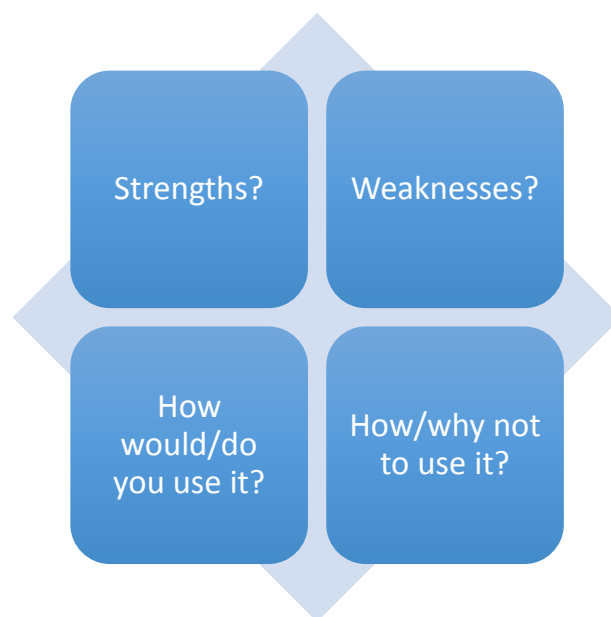 Strengths?
Weaknesses?
How
would/do
you use it?
How/why not
to use it?